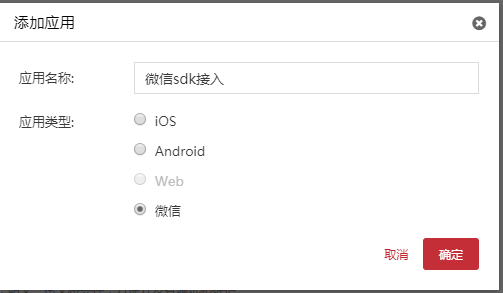 添加应用
应用名称: 微信sdk接入
应用类型: iOS
Android
Web
微信
取消 确定